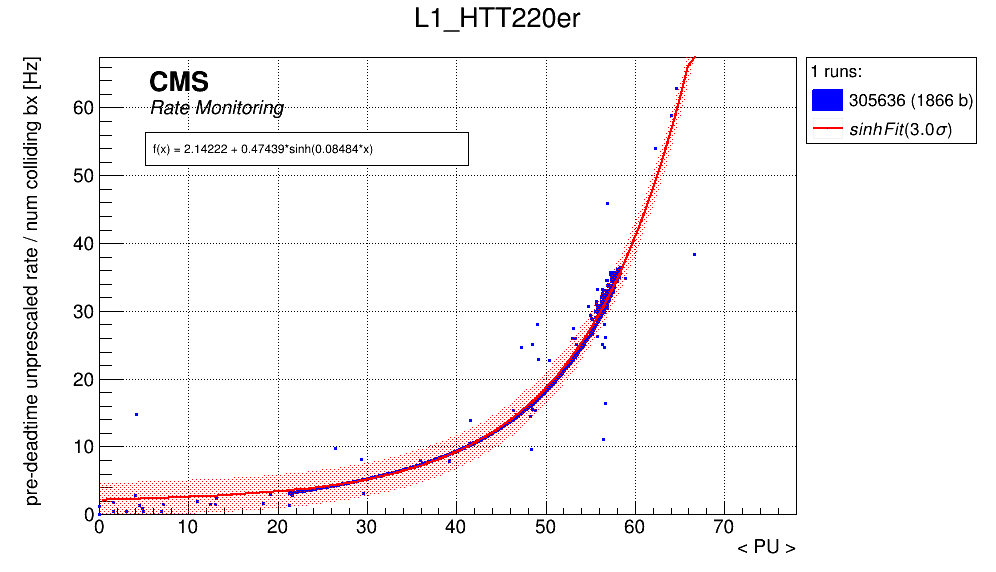 L1_HTT220er
pre-deadtime unprescaled rate / num colliding bx [Hz]
CMS
Rate Monitoring
f(x) = 2.14222 + 0.47439*sinh(0.08484*x)
60
50
40
30
20
10
0
0 10 20 30 40 50 60 70
< PU >
1 runs:
305636 (1866 b)
sinhFit(3.0σ)